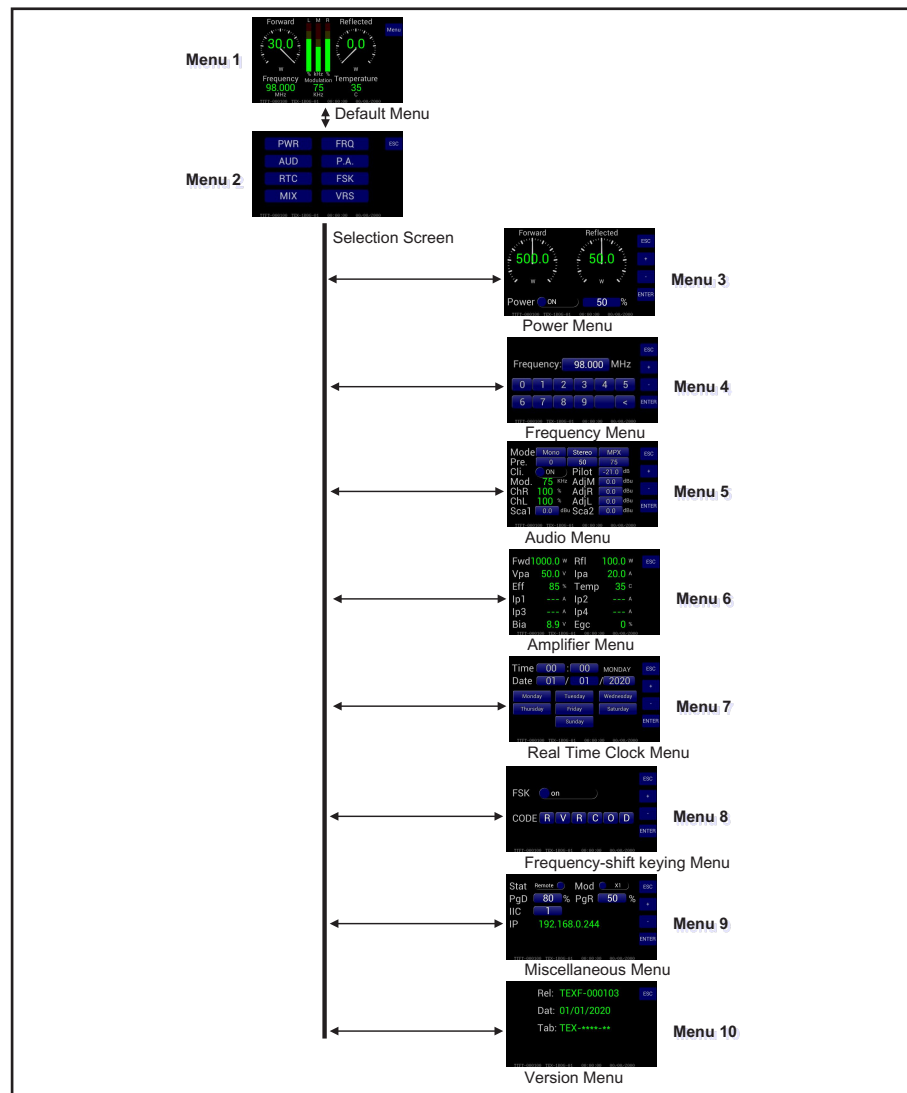 Menu 1
Forward L M R Reflected
Menu
30.0 0.0
W % kHz % W
Frequency Modulation Temperature
98.000 75 35
MHz KHz C
Default Menu
Menu 2
PWR FRQ ESC
AUD P.A.
RTC FSK
MIX VRS
Selection Screen
Forward Reflected
ESC
500.0 50.0 +
W W -
ENTER
Power ON 50 %
Menu 3
Power Menu
ESC
Frequency: 98.000 MHz +
0 1 2 3 4 5 -
6 7 8 9 < ENTER
Menu 4
Frequency Menu
Mode Mono Stereo MPX ESC
Pre. 0 50 75
Cli. ON Pilot -21.0 dB +
Mod. 75 KHz AdjM 0.0 dBu
ChR 100 % AdjR 0.0 dBu -
ChL 100 % AdjL 0.0 dBu
Sca1 0.0 dBu Sca2 0.0 dBu ENTER
Menu 5
Audio Menu
Fwd 1000.0 W Rfl 100.0 W ESC
Vpa 50.0 V Ipa 20.0 A
Eff 85 % Temp 35 C
Ip1 --- A Ip2 --- A
Ip3 --- A Ip4 --- A
Bia 8.9 V Egc 0 %
Menu 6
Amplifier Menu
Time 00 : 00 MONDAY ESC
Date 01 / 01 / 2020 +
Monday Tuesday Wednesday
Thursday Friday Saturday -
Sunday ENTER
Menu 7
Real Time Clock Menu
ESC
FSK on +
-
CODE R V R C O D ENTER
Menu 8
Frequency-shift keying Menu
Stat Remote Mod X1 ESC
PgD 80 % PgR 50 % +
IIC 1
IP 192.168.0.244 -
ENTER
Menu 9
Miscellaneous Menu
Rel: TEXF-000103 ESC
Dat: 01/01/2020
Tab: TEX-****-**
Menu 10
Version Menu